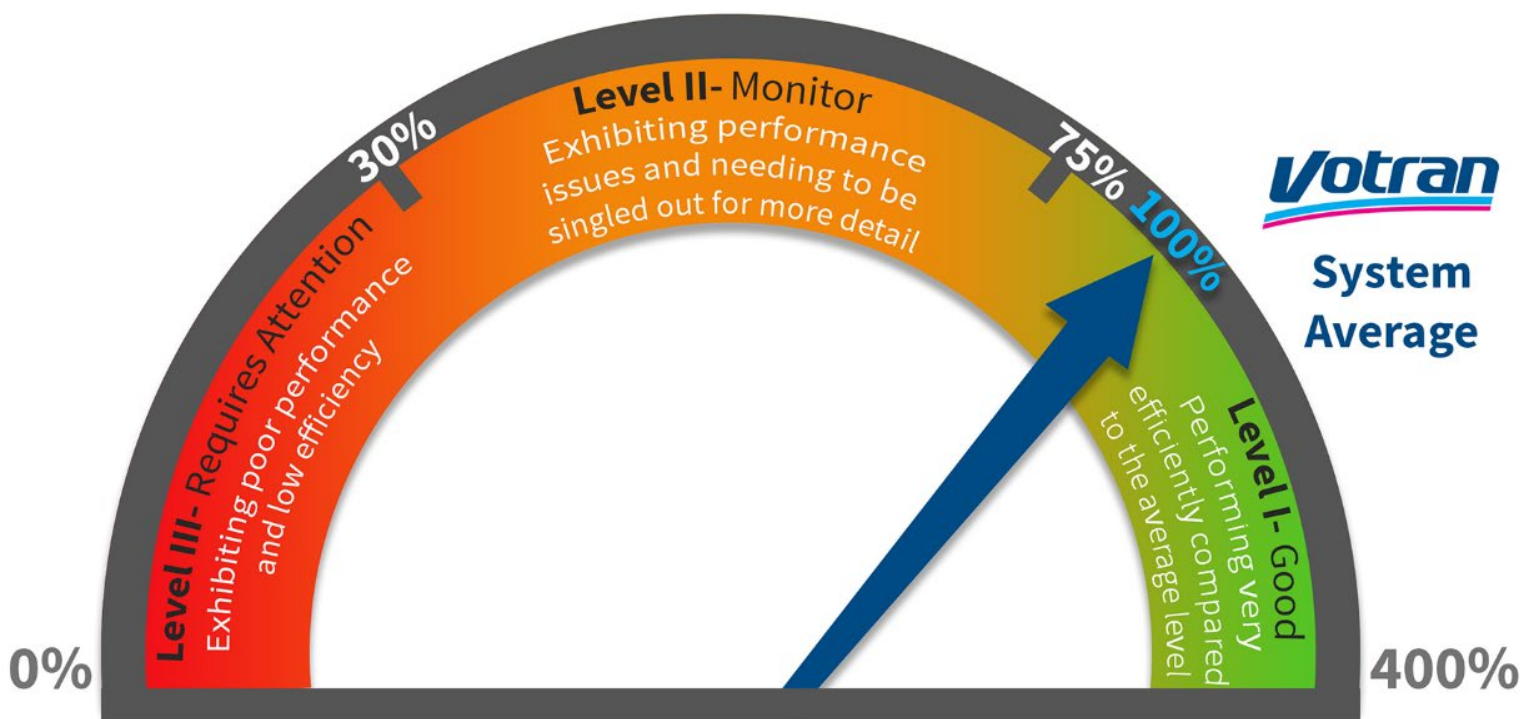 Level II- Monitor
Exhibiting performance
issues and needing to be
singled out for more detail
30%
75%
100%
Votran
System
Average
Level III- Requires Attention
Exhibiting poor performance
and low efficiency
Level I- Good
Performing very
efficiently compared
to the average level
0%
400%